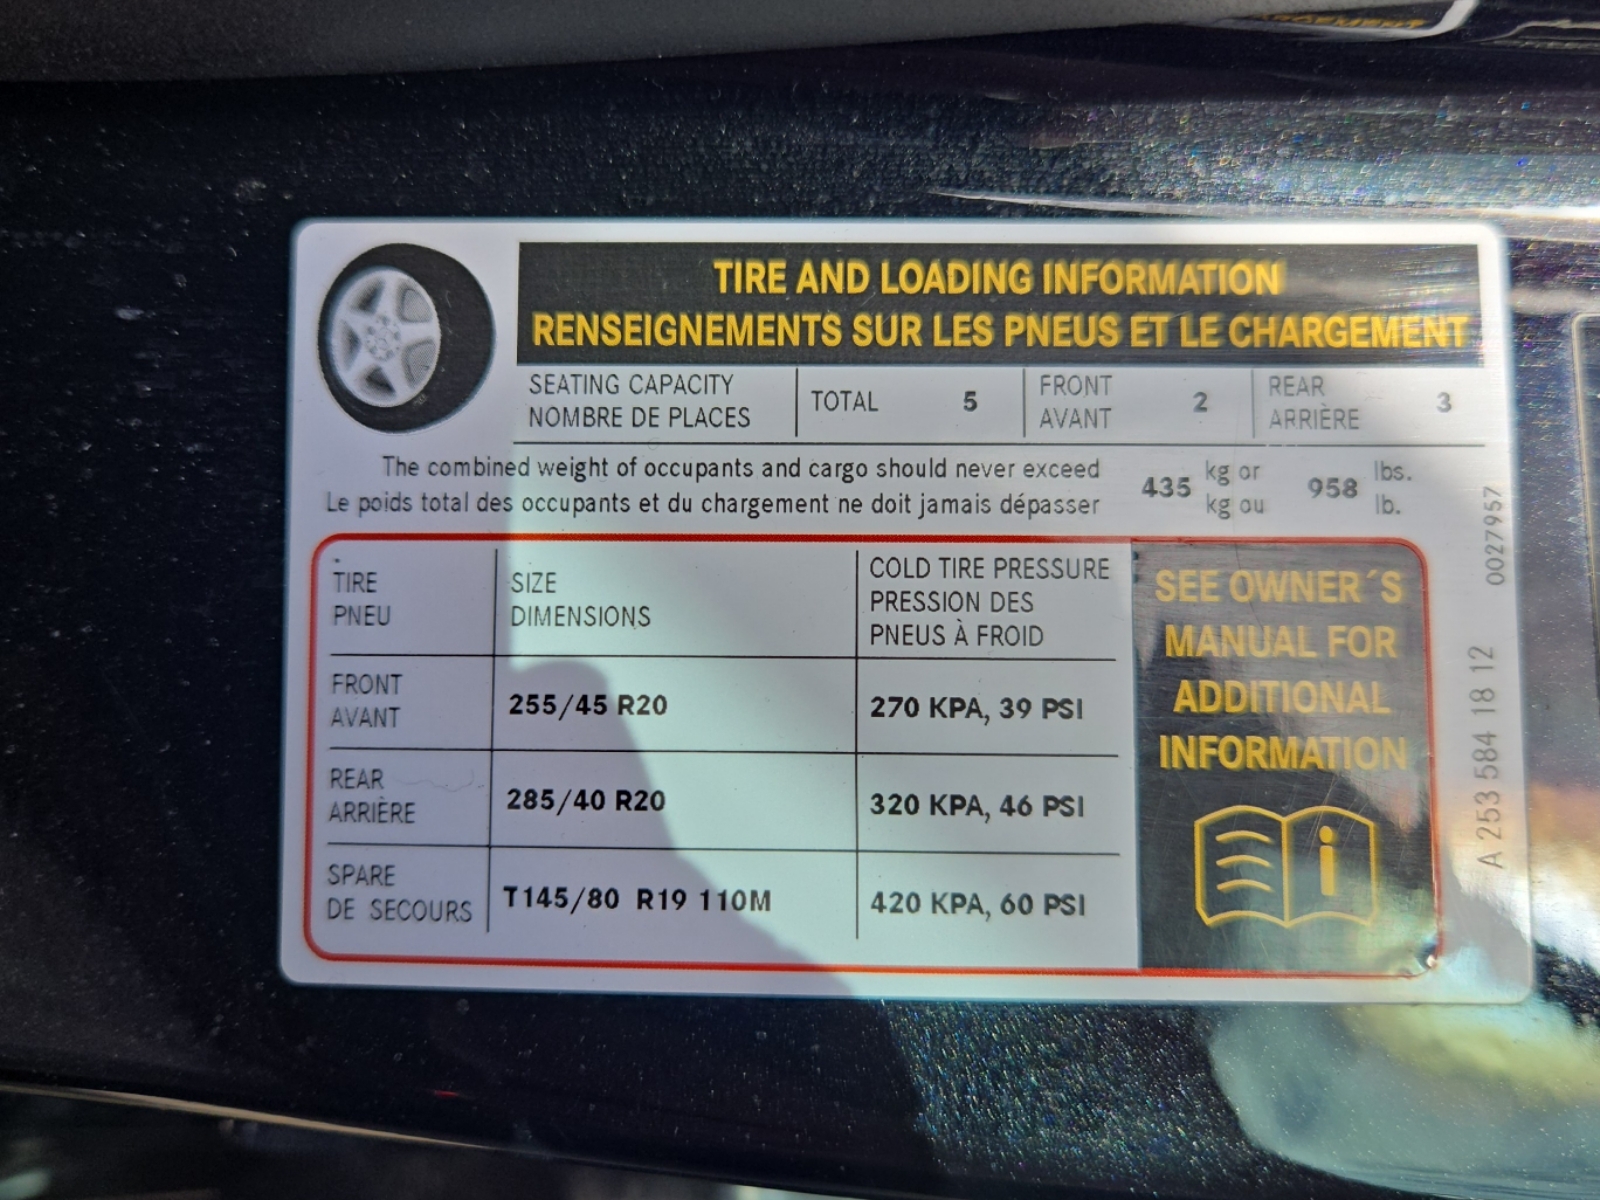 TIRE AND LOADING INFORMATION
RENSEIGNEMENTS SUR LES PNEUS ET LE CHARGEMENT
SEATING CAPACITY
NOMBRE DE PLACES
TOTAL 5
FRONT
AVANT
2
REAR
ARRIÈRE
3
The combined weight of occupants and cargo should never exceed
Le poids total des occupants et du chargement ne doit jamais dépasser
435
kg or
kg ou
958
lbs.
lb.
TIRE
PNEU
SIZE
DIMENSIONS
COLD TIRE PRESSURE
PRESSION DES
PNEUS À FROID
FRONT
AVANT
255/45 R20
270 KPA, 39 PSI
REAR
ARRIÈRE
285/40 R20
320 KPA, 46 PSI
SPARE
DE SECOURS
T145/80 R19 110M
420 KPA, 60 PSI
SEE OWNER´S
MANUAL FOR
ADDITIONAL
INFORMATION
i
A 253 584 18 12 0027957